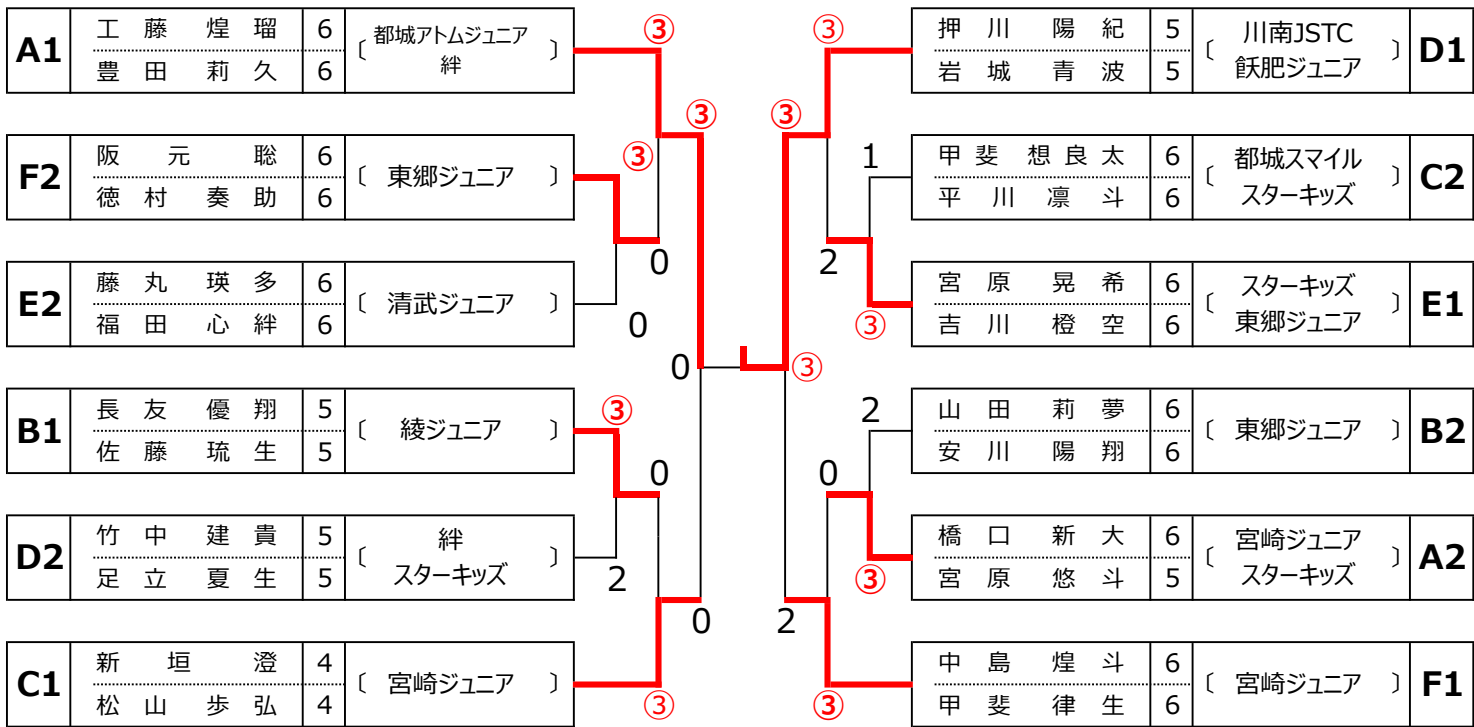 A1 工藤 煌瑠 6 〔 都城アトムジュニア 〕
豊田 莉久 6 絆
③
F2 阪元 聡 6 〔 東郷ジュニア 〕
徳村 奏助 6
③
③
0
E2 藤丸 瑛多 6 〔 清武ジュニア 〕
福田 心絆 6
0
0
B1 長友 優翔 5 〔 綾ジュニア 〕
佐藤 琉生 5
③
0
D2 竹中 建貴 5 〔 絆 〕
足立 夏生 5 スターキッズ
2
0
C1 新垣 澄 4 〔 宮崎ジュニア 〕
松山 歩弘 4
③
③
押川 陽紀 5 〔 川南JSTC 〕 D1
岩城 青波 5 飫肥ジュニア
③
1
甲斐 想良太 6 〔 都城スマイル 〕 C2
平川 凛斗 6 スターキッズ
2
宮原 晃希 6 〔 スターキッズ 〕 E1
吉川 橙空 6 東郷ジュニア
③
③
2
山田 莉夢 6 〔 東郷ジュニア 〕 B2
安川 陽翔 6
0
橋口 新大 6 〔 宮崎ジュニア 〕 A2
宮原 悠斗 5 スターキッズ
③
2
中島 煌斗 6 〔 宮崎ジュニア 〕 F1
甲斐 律生 6
③